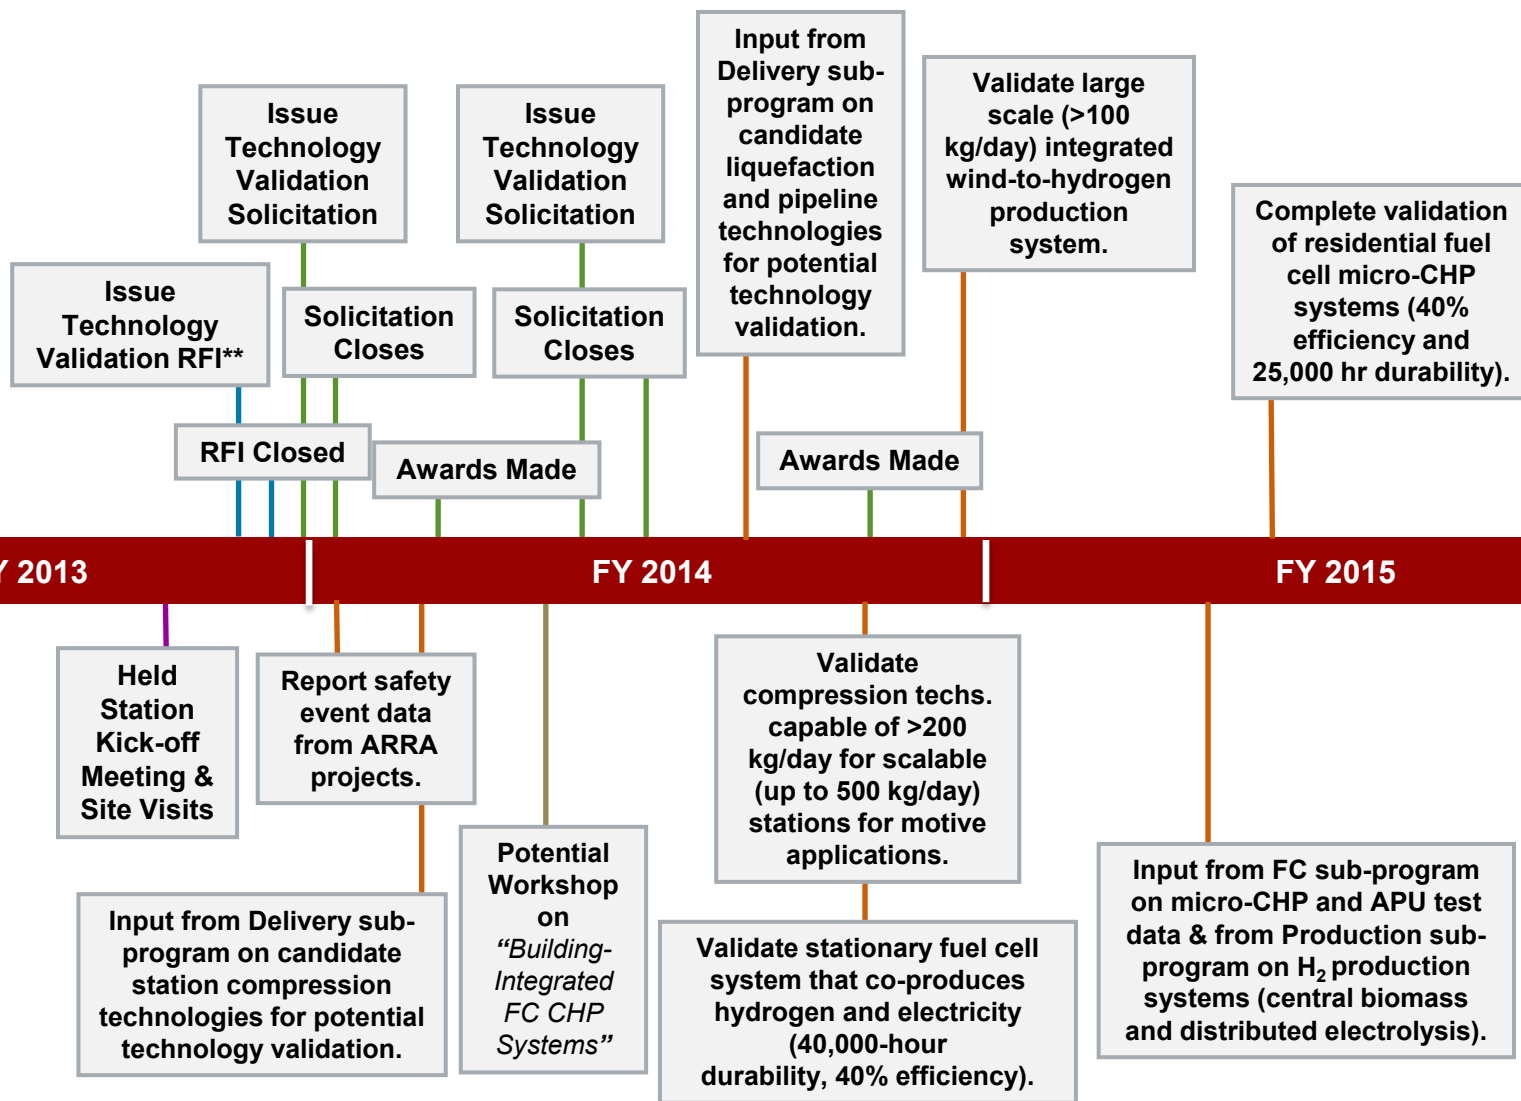 Issue
Technology
Validation
Solicitation
Issue
Technology
Validation
Solicitation
Input from
Delivery sub-
program on
candidate
liquefaction
and pipeline
technologies
for potential
technology
validation.
Validate large
scale (>100
kg/day) integrated
wind-to-hydrogen
production
system.
Complete validation
of residential fuel
cell micro-CHP
systems (40%
efficiency and
25,000 hr durability).
Issue
Technology
Validation RFI**
Solicitation
Closes
Solicitation
Closes
RFI Closed
Awards Made
Awards Made
Y 2013
FY 2014
FY 2015
Held
Station
Kick-off
Meeting &
Site Visits
Report safety
event data
from ARRA
projects.
Input from Delivery sub-
program on candidate
station compression
technologies for potential
technology validation.
Potential
Workshop
on
“Building-
Integrated
FC CHP
Systems”
Validate
compression techs.
capable of >200
kg/day for scalable
(up to 500 kg/day)
stations for motive
applications.
Validate stationary fuel cell
system that co-produces
hydrogen and electricity
(40,000-hour
durability, 40% efficiency).
Input from FC sub-program
on micro-CHP and APU test
data & from Production sub-
program on H₂ production
systems (central biomass
and distributed electrolysis).